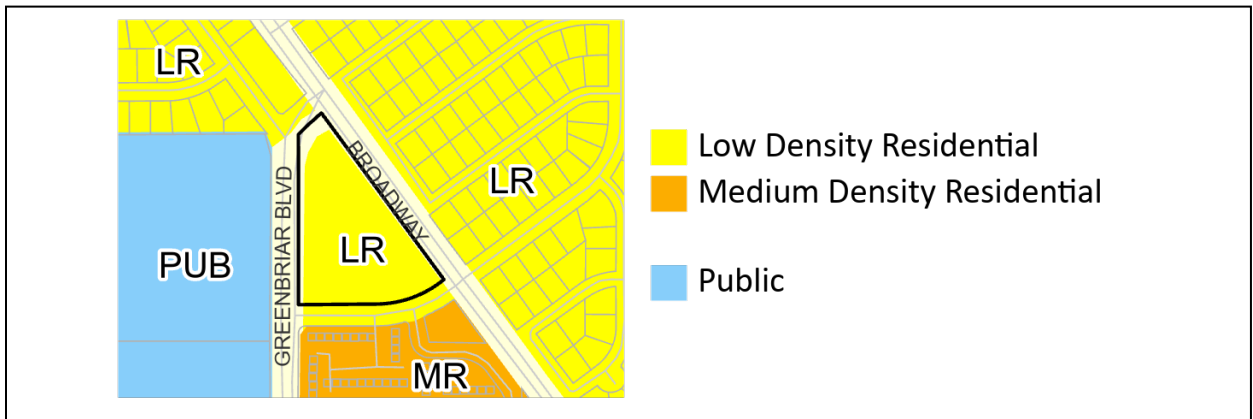 LR
BROADWAY
LR
GREENBRIAR BLVD
LR
PUB
MR
Low Density Residential
Medium Density Residential
Public